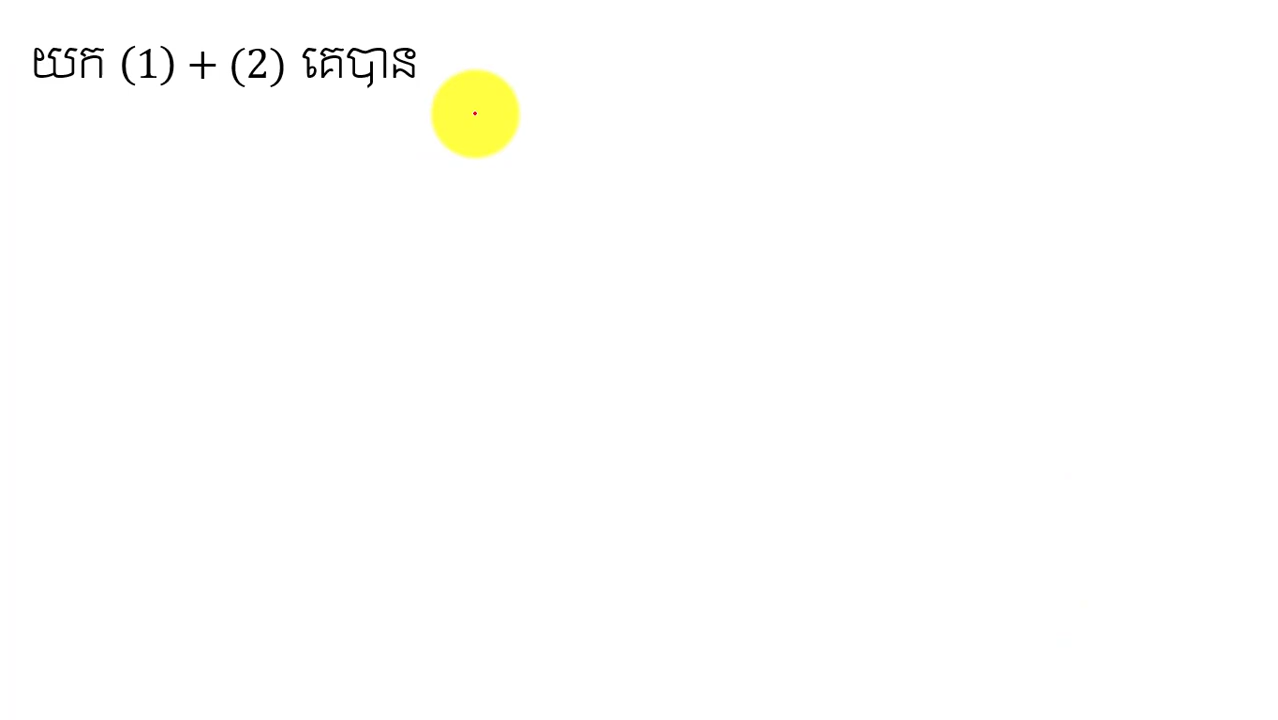 យក (1) + (2) គេបាន